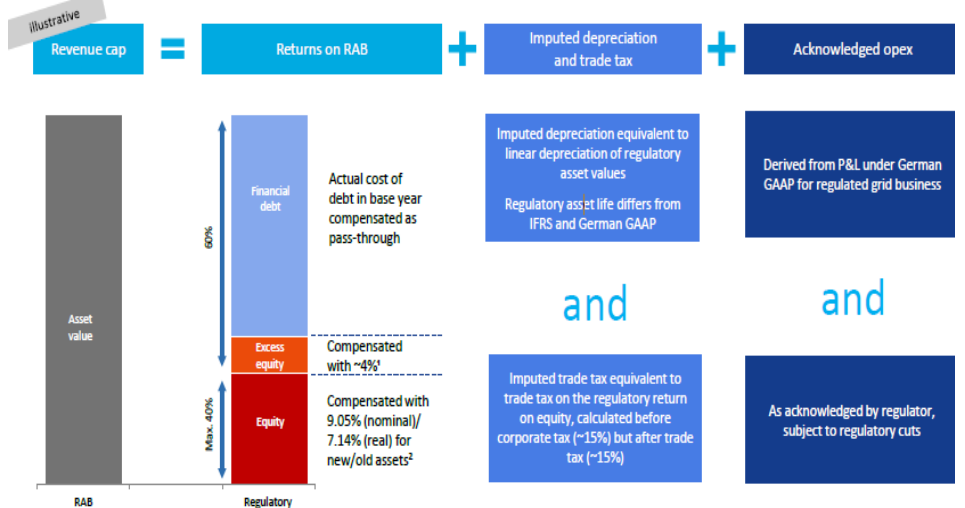 illustrative
Revenue cap
=
Returns on RAB
+
Imputed depreciation
and trade tax
+
Acknowledged opex
60%
Financial
debt
Actual cost of
debt in base year
compensated as
pass-through
Imputed depreciation equivalent to
linear depreciation of regulatory
asset values
Regulatory asset life differs from
IFRS and German GAAP
Derived from P&L under German
GAAP for regulated grid business
and
and
Asset
value
Excess
equity
Compensated
with ~4%¹
Max. 40%
Equity
Compensated with
9.05% (nominal)/
7.14% (real) for
new/old assets²
Imputed trade tax equivalent to
trade tax on the regulatory return
on equity, calculated before
corporate tax (~15%) but after trade
tax (~15%)
As acknowledged by regulator,
subject to regulatory cuts
RAB
Regulatory